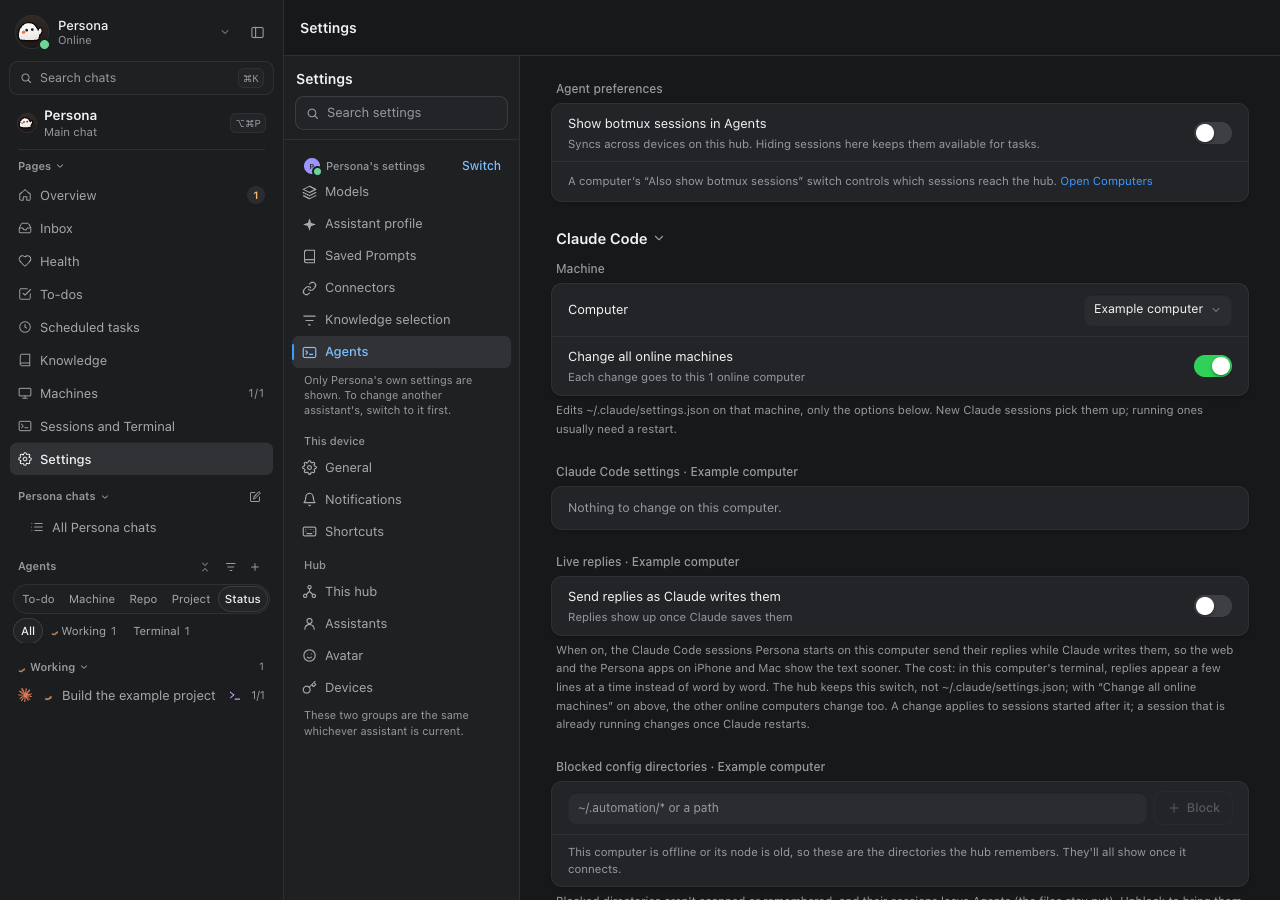 Persona
Online
Search chats
⌘K
Persona
Main chat
⌥⌘P
Pages
Overview
1
Inbox
Health
To-dos
Scheduled tasks
Knowledge
Machines
1/1
Sessions and Terminal
Settings
Persona chats
All Persona chats
Agents
To-do Machine Repo Project Status
All Working 1 Terminal 1
Working
1
Build the example project
1/1
Settings
Settings
Search settings
Persona's settings
Switch
Models
Assistant profile
Saved Prompts
Connectors
Knowledge selection
Agents
Only Persona's own settings are
shown. To change another
assistant's, switch to it first.
This device
General
Notifications
Shortcuts
Hub
This hub
Assistants
Avatar
Devices
These two groups are the same
whichever assistant is current.
Agent preferences
Show botmux sessions in Agents
Syncs across devices on this hub. Hiding sessions here keeps them available for tasks.
A computer's “Also show botmux sessions” switch controls which sessions reach the hub. Open Computers
Claude Code
Machine
Computer
Example computer
Change all online machines
Each change goes to this 1 online computer
Edits ~/.claude/settings.json on that machine, only the options below. New Claude sessions pick them up; running ones
usually need a restart.
Claude Code settings · Example computer
Nothing to change on this computer.
Live replies · Example computer
Send replies as Claude writes them
Replies show up once Claude saves them
When on, the Claude Code sessions Persona starts on this computer send their replies while Claude writes them, so the web
and the Persona apps on iPhone and Mac show the text sooner. The cost: in this computer's terminal, replies appear a few
lines at a time instead of word by word. The hub keeps this switch, not ~/.claude/settings.json; with “Change all online
machines” on above, the other online computers change too. A change applies to sessions started after it; a session that is
already running changes once Claude restarts.
Blocked config directories · Example computer
~/.automation/* or a path
Block
This computer is offline or its node is old, so these are the directories the hub remembers. They'll all show once it
connects.